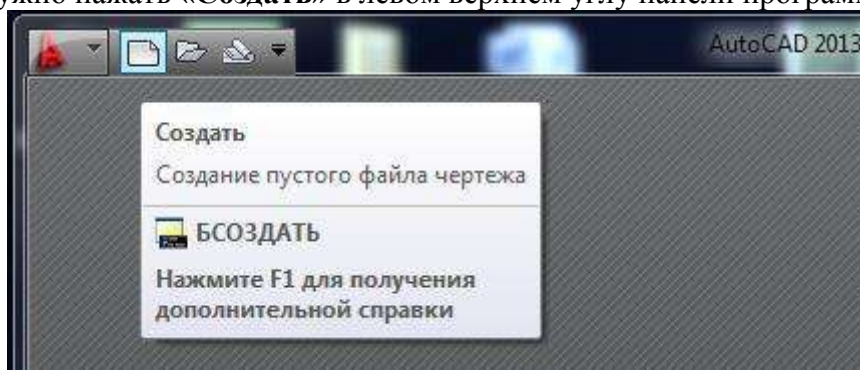 нужно нажать «Создать» в левом верхнем углу панели програм
AutoCAD 2013
Создать
Создание пустого файла чертежа
БСОЗДАТЬ
Нажмите F1 для получения
дополнительной справки